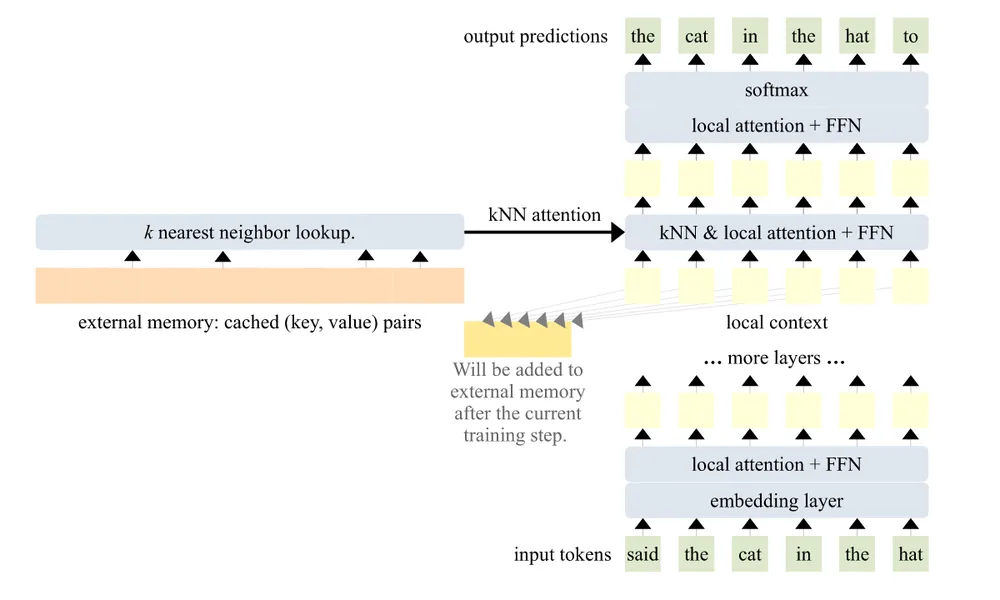 output predictions the cat in the hat to
softmax
local attention + FFN
kNN attention
k nearest neighbor lookup.
kNN & local attention + FFN
external memory: cached (key, value) pairs
local context
... more layers ...
Will be added to
external memory
after the current
training step.
local attention + FFN
embedding layer
input tokens said the cat in the hat